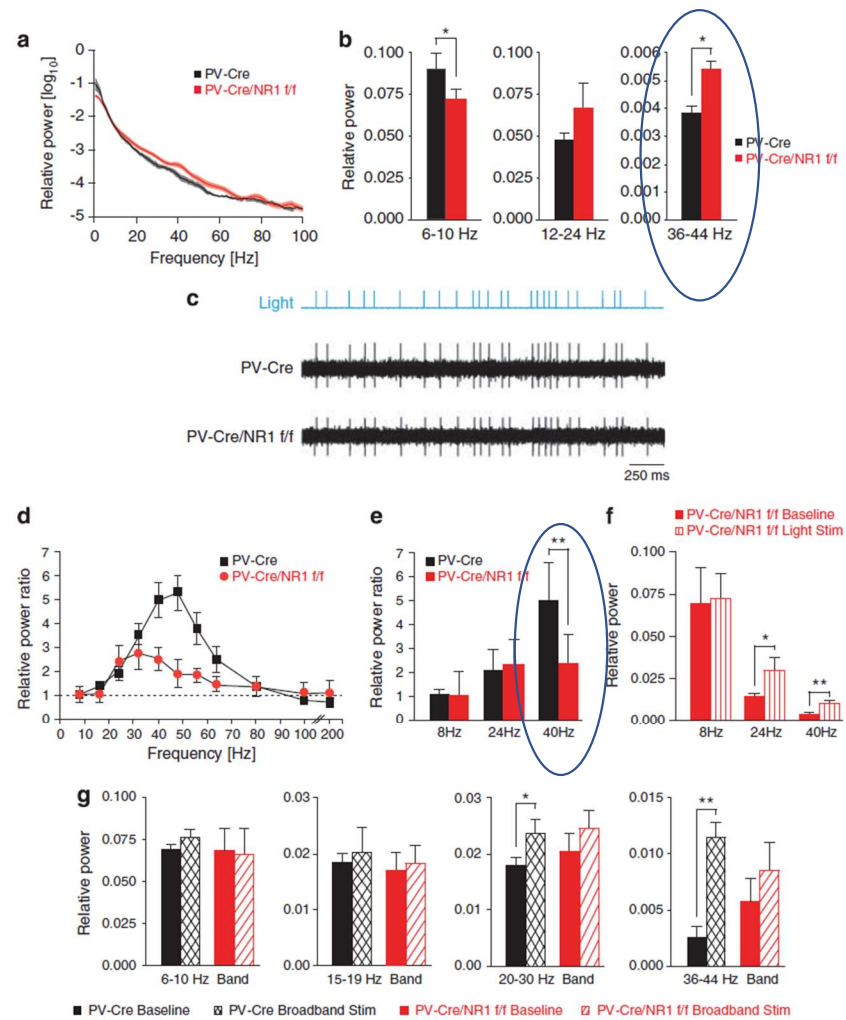 a
0
-1
-2
-3
-4
-5
Relative power [log10]
PV-Cre
PV-Cre/NR1 f/f
0 20 40 60 80 100
Frequency [Hz]
b
Relative power
0.100
0.075
0.050
0.025
0.000
*
6-10 Hz
0.100
0.075
0.050
0.025
0.000
12-24 Hz
0.006
0.005
0.004
0.003
0.002
0.001
0.000
*
36-44 Hz
PV-Cre
PV-Cre/NR1 f/f
c
Light
PV-Cre
PV-Cre/NR1 f/f
250 ms
d
Relative power ratio
7
6
5
4
3
2
1
0
PV-Cre
PV-Cre/NR1 f/f
0 10 20 30 40 50 60 70 80 90 100 200
Frequency [Hz]
e
Relative power ratio
7
6
5
4
3
2
1
0
PV-Cre
PV-Cre/NR1 f/f
**
8Hz 24Hz 40Hz
f
PV-Cre/NR1 f/f Baseline
PV-Cre/NR1 f/f Light Stim
Relative power
0.100
0.075
0.050
0.025
0.000
*
**
8Hz 24Hz 40Hz
g
Relative power
0.100
0.075
0.050
0.025
0.000
6-10 Hz Band
0.03
0.02
0.01
0.00
15-19 Hz Band
0.03
0.02
0.01
0.00
*
20-30 Hz Band
0.015
0.010
0.005
0.000
**
36-44 Hz Band
PV-Cre Baseline PV-Cre Broadband Stim PV-Cre/NR1 f/f Baseline PV-Cre/NR1 f/f Broadband Stim